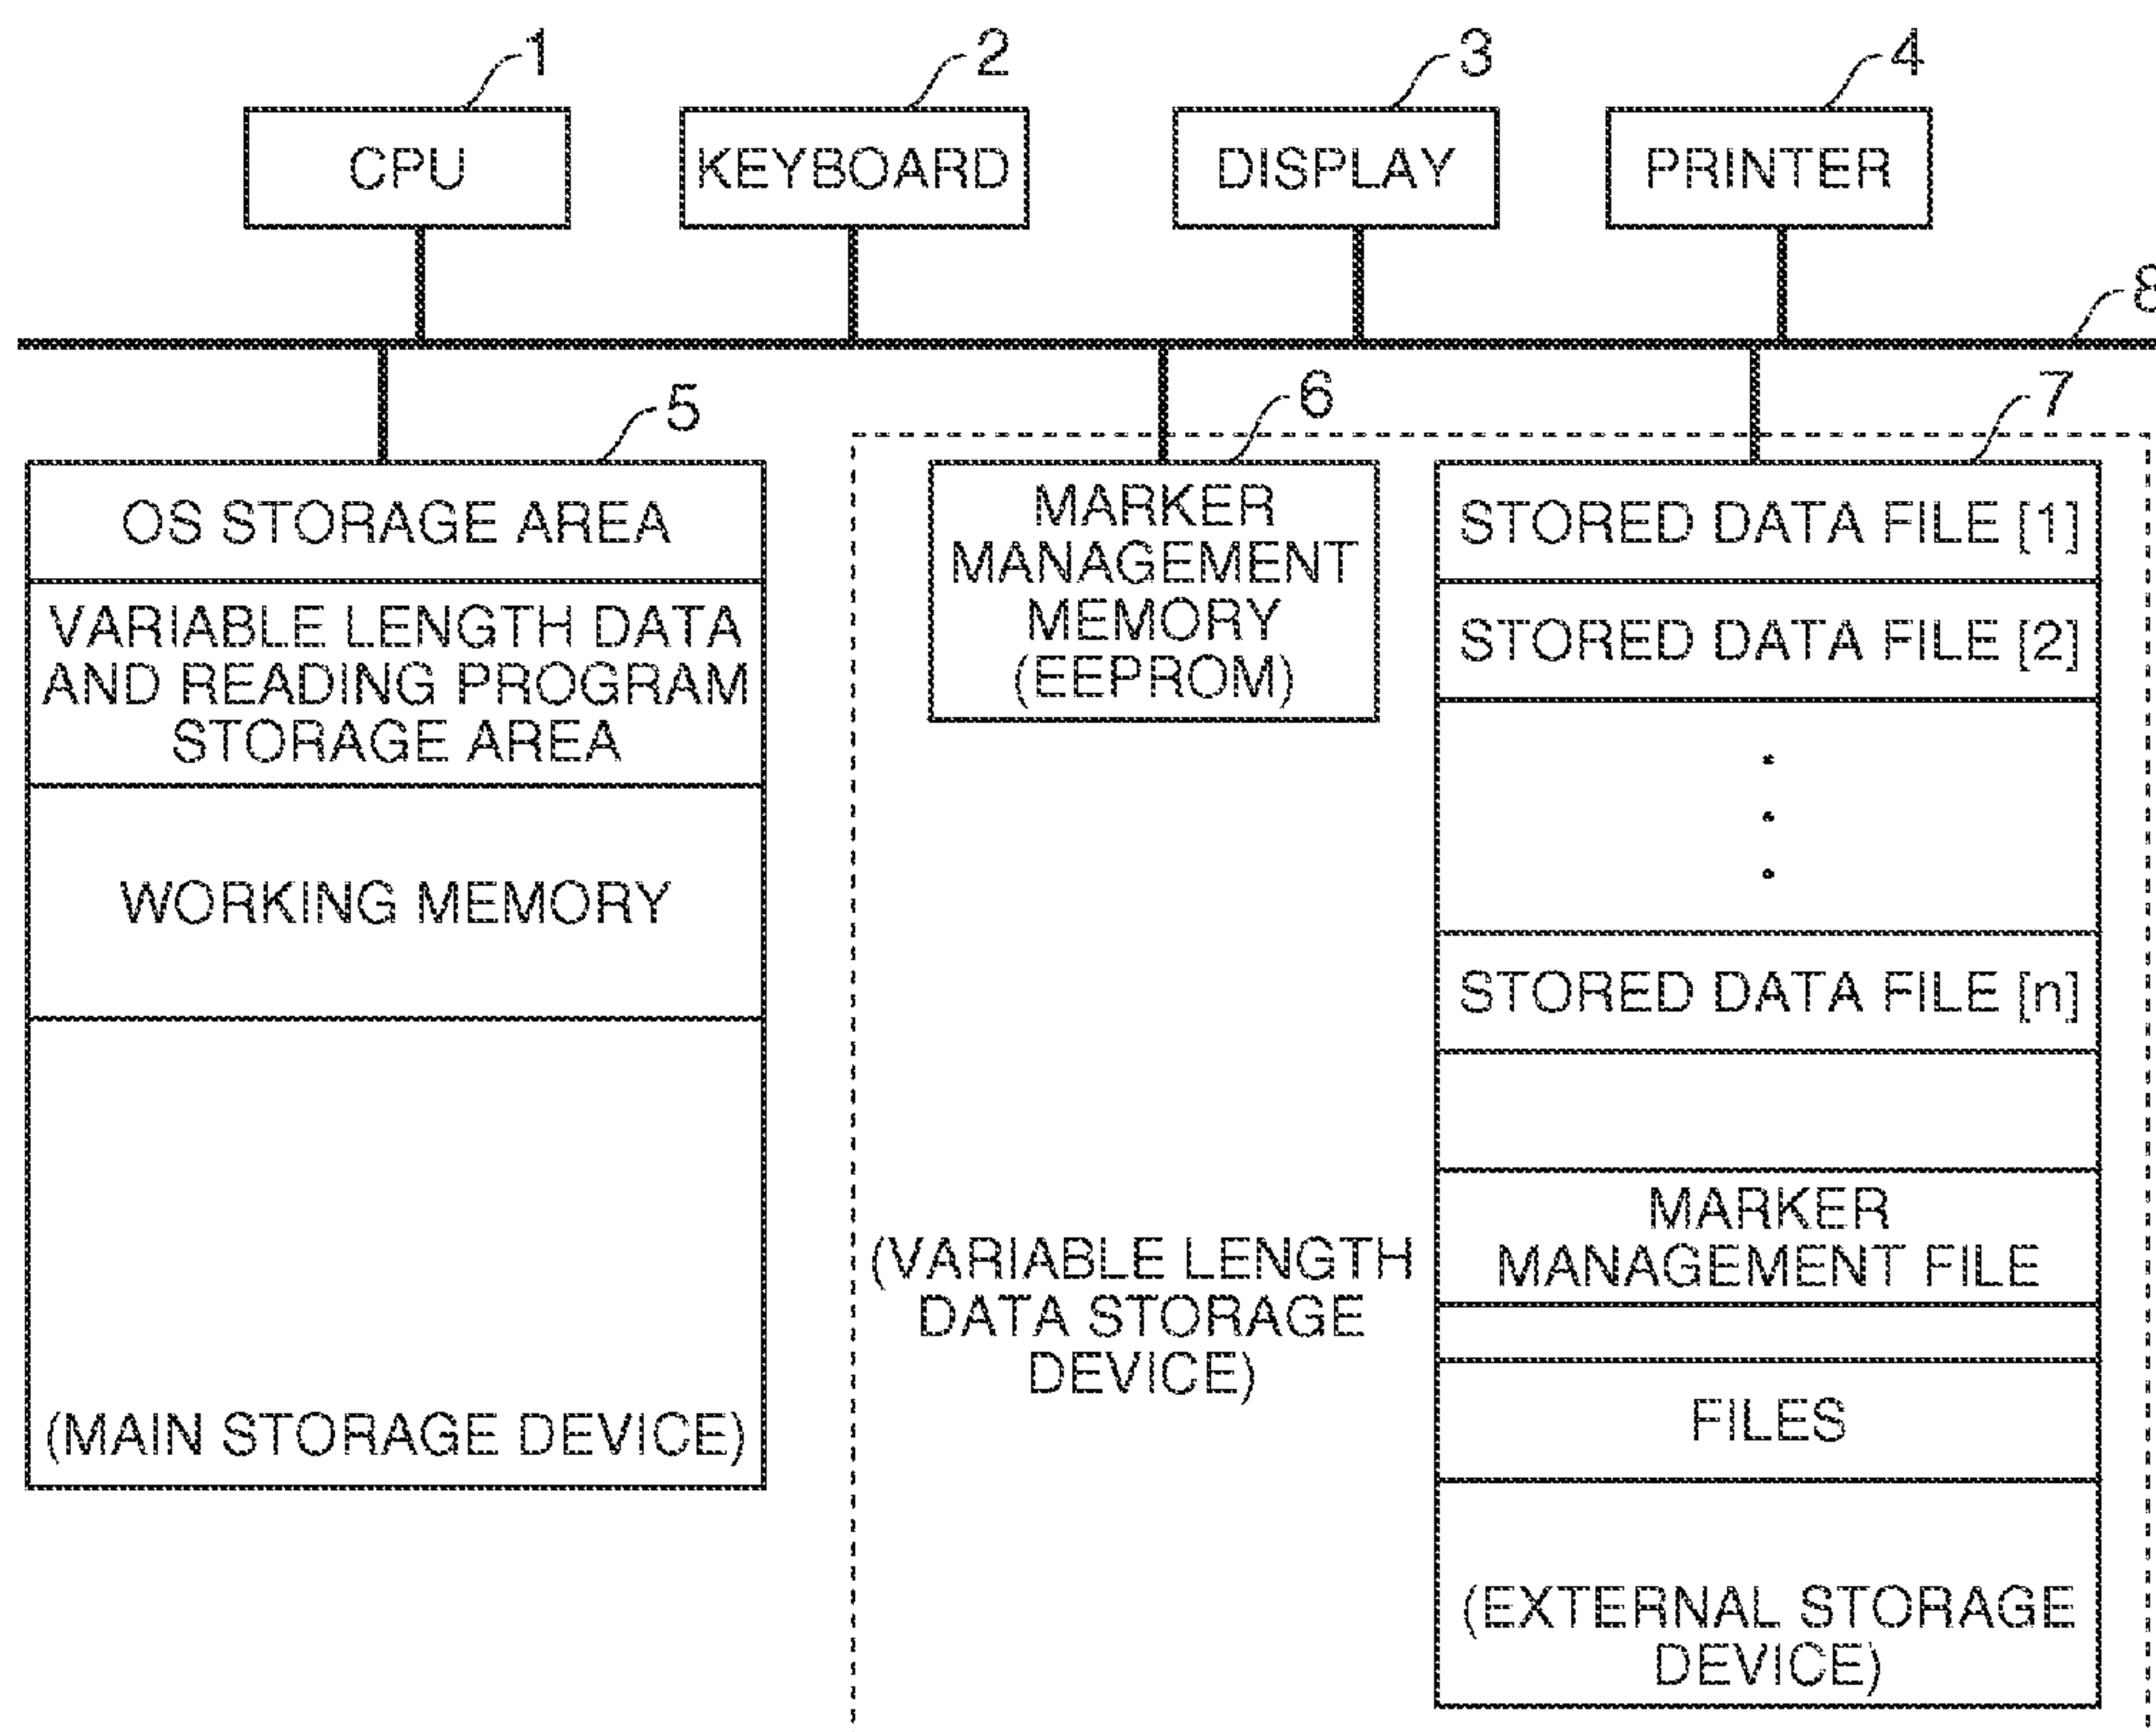 1
2
3
4
CPU
KEYBOARD
DISPLAY
PRINTER
8
5
6
7
OS STORAGE AREA
VARIABLE LENGTH DATA
AND READING PROGRAM
STORAGE AREA
WORKING MEMORY
(MAIN STORAGE DEVICE)
MARKER
MANAGEMENT
MEMORY
(EEPROM)
(VARIABLE LENGTH
DATA STORAGE
DEVICE)
STORED DATA FILE [1]
STORED DATA FILE [2]
STORED DATA FILE [n]
MARKER
MANAGEMENT FILE
FILES
(EXTERNAL STORAGE
DEVICE)